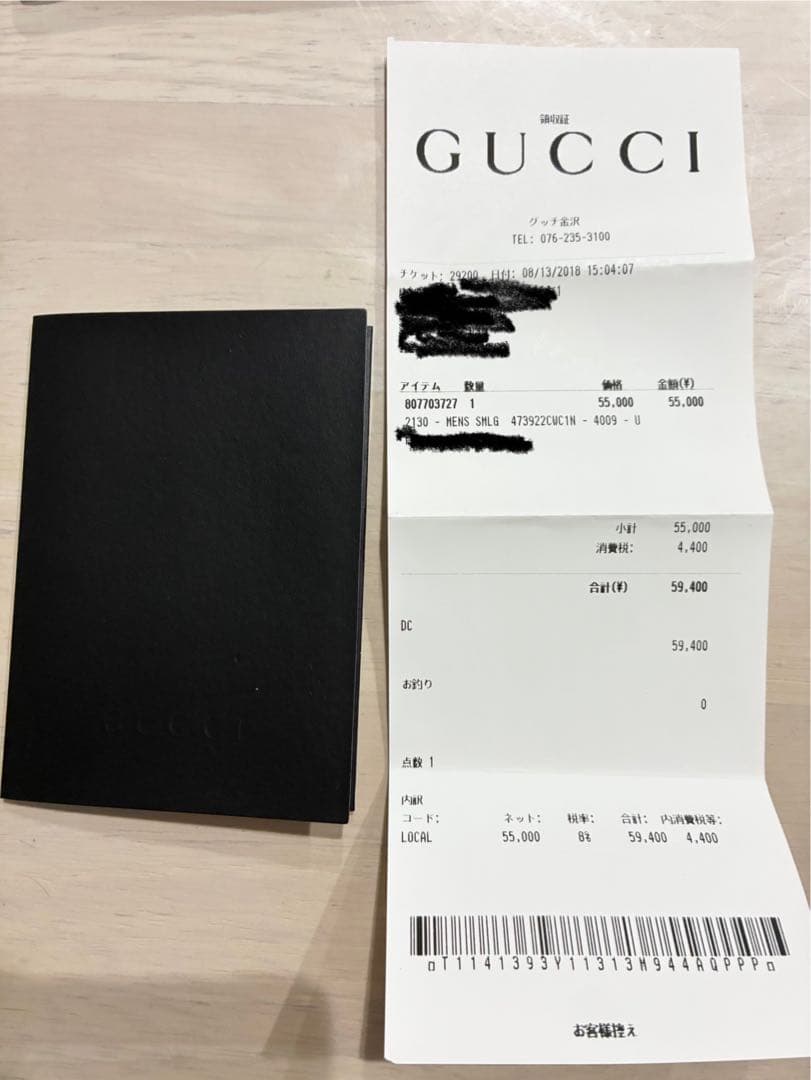 GUCCI
領収証
GUCCI
グッチ金沢
TEL: 076-235-3100
チケット: 29200 日付: 08/13/2018 15:04:07
アイテム 数量 価格 金額(¥)
807703727 1 55,000 55,000
2130 - MENS SMLG 473922CWC1N - 4009 - U
小計 55,000
消費税: 4,400
合計(¥) 59,400
DC
59,400
お釣り
0
点数 1
内訳
コード: ネット: 税率: 合計: 内消費税等:
LOCAL 55,000 8% 59,400 4,400
T1141393Y11313M944AQPPP
お客様控え